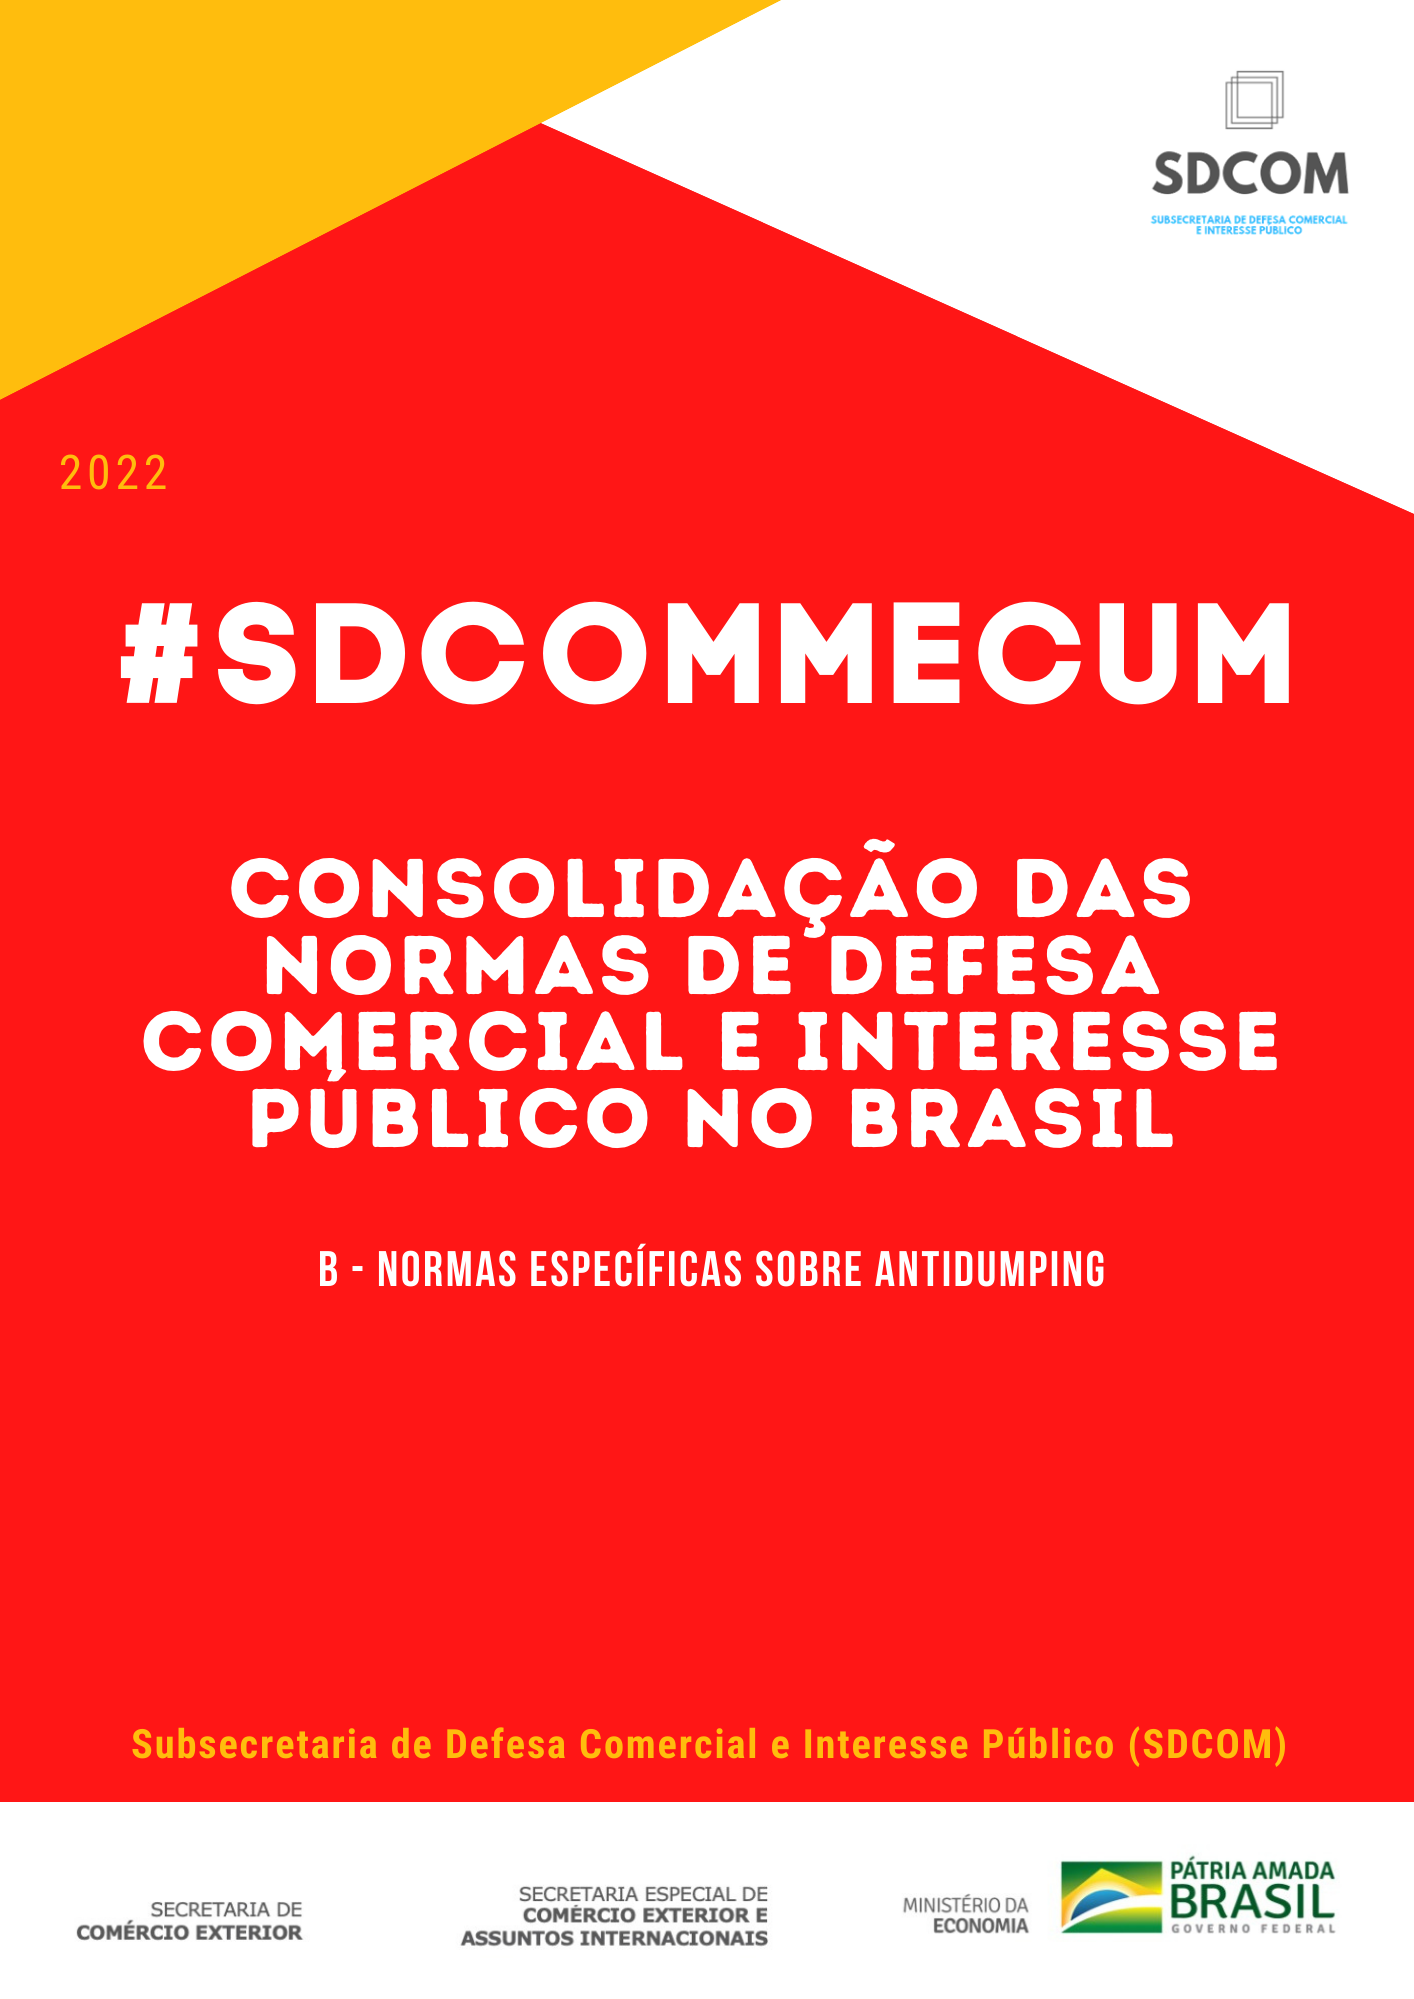 SDCOM
SUBSECRETARIA DE DEFESA COMERCIAL
E INTERESSE PÚBLICO
2022
#SDCOMMECUM
CONSOLIDAÇÃO DAS
NORMAS DE DEFESA
COMERCIAL E INTERESSE
PÚBLICO NO BRASIL
B - NORMAS ESPECÍFICAS SOBRE ANTIDUMPING
Subsecretaria de Defesa Comercial e Interesse Público (SDCOM)
SECRETARIA DE
COMÉRCIO EXTERIOR
SECRETARIA ESPECIAL DE
COMÉRCIO EXTERIOR E
ASSUNTOS INTERNACIONAIS
MINISTÉRIO DA
ECONOMIA
PÁTRIA AMADA
BRASIL
GOVERNO FEDERAL